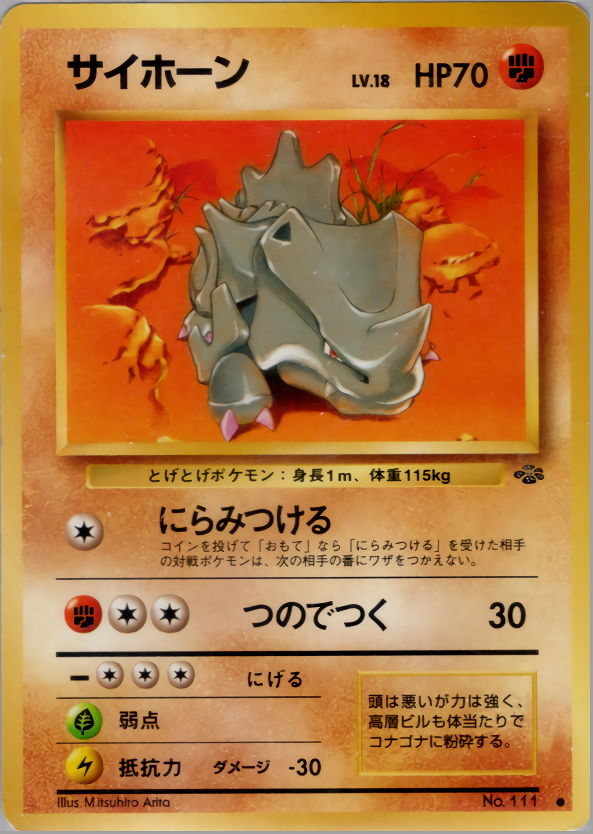 サイホーン LV.18 HP70
とげとげポケモン：身長1m、体重115kg
にらみつける
コインを投げて「おもて」なら「にらみつける」を受けた相手
の対戦ポケモンは、次の相手の番にワザをつかえない。
つのでつく 30
にげる
弱点
抵抗力 ダメージ -30
頭は悪いが力は強く、
高層ビルも体当たりで
コナゴナに粉砕する。
Illus. Mitsuhiro Arita
No. 111 ●